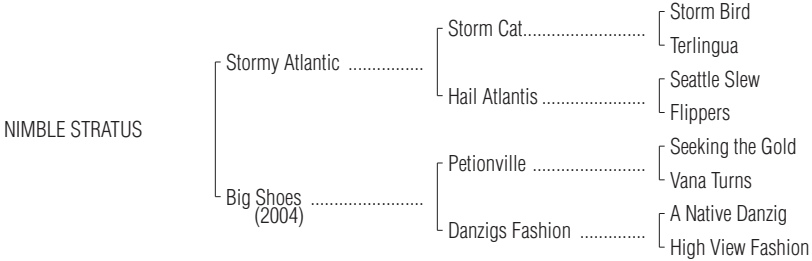 Storm Bird
Storm Cat..........................
Terlingua
Stormy Atlantic ................
Seattle Slew
Hail Atlantis ......................
Flippers
NIMBLE STRATUS
Seeking the Gold
Petionville ........................
Vana Turns
Big Shoes ........................
(2004)
A Native Danzig
Danzigs Fashion ..............
High View Fashion